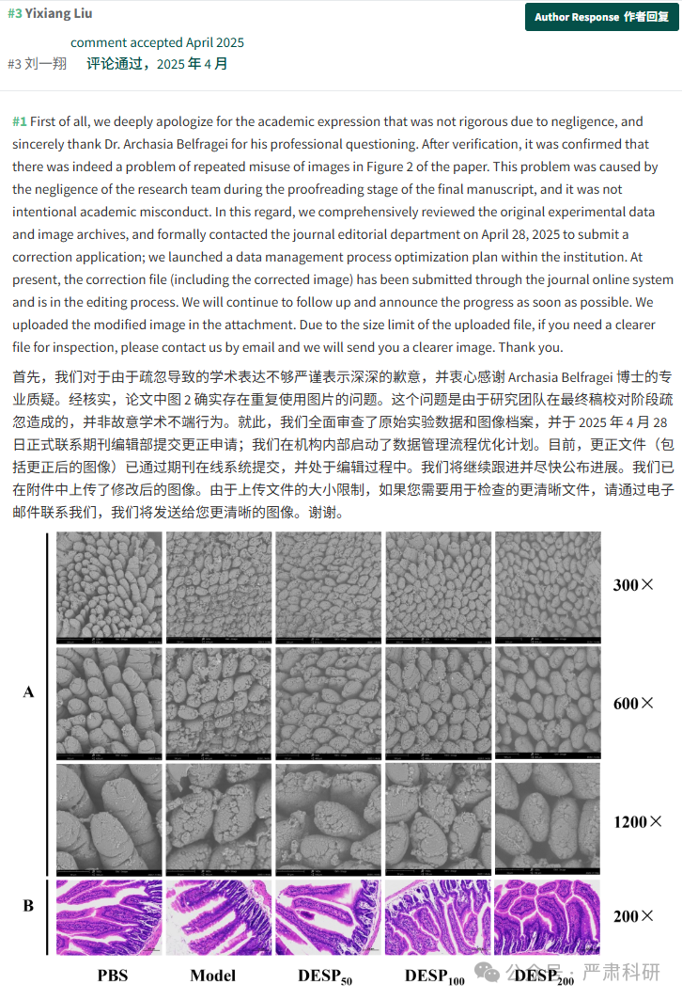 #3 Yixiang Liu
Author Response 作者回复
comment accepted April 2025
#3 刘一翔 评论通过，2025 年 4 月
#1 First of all, we deeply apologize for the academic expression that was not rigorous due to negligence, and
sincerely thank Dr. Archasia Belfragei for his professional questioning. After verification, it was confirmed that
there was indeed a problem of repeated misuse of images in Figure 2 of the paper. This problem was caused by
the negligence of the research team during the proofreading stage of the final manuscript, and it was not
intentional academic misconduct. In this regard, we comprehensively reviewed the original experimental data
and image archives, and formally contacted the journal editorial department on April 28, 2025 to submit a
correction application; we launched a data management process optimization plan within the institution. At
present, the correction file (including the corrected image) has been submitted through the journal online system
and is in the editing process. We will continue to follow up and announce the progress as soon as possible. We
uploaded the modified image in the attachment. Due to the size limit of the uploaded file, if you need a clearer
file for inspection, please contact us by email and we will send you a clearer image. Thank you.
首先，我们对于由于疏忽导致的学术表达不够严谨表示深深的歉意，并衷心感谢 Archasia Belfragei 博士的专
业质疑。经核实，论文中图 2 确实存在重复使用图片的问题。这个问题是由于研究团队在最终稿校对阶段疏
忽造成的，并非故意学术不端行为。就此，我们全面审查了原始实验数据和图像档案，并于 2025 年 4 月 28
日正式联系期刊编辑部提交更正申请；我们在机构内部启动了数据管理流程优化计划。目前，更正文件（包
括更正后的图像）已通过期刊在线系统提交，并处于编辑过程中。我们将继续跟进并尽快公布进展。我们已
在附件中上传了修改后的图像。由于上传文件的大小限制，如果您需要用于检查的更清晰文件，请通过电子
邮件联系我们，我们将发送给您更清晰的图像。谢谢。
300×
A
600×
1200×
B
200×
PBS Model DESP50 DESP100 DESP200
公众号 · 严肃科研